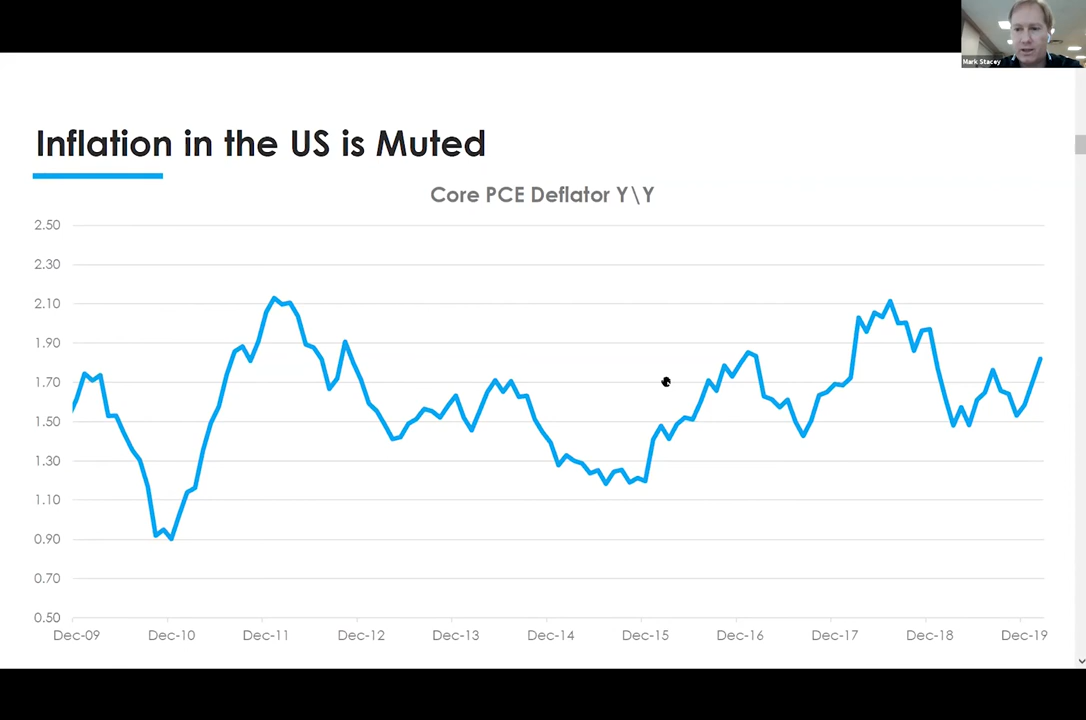 Mark Stacey
Inflation in the US is Muted
Core PCE Deflator Y\Y
2.50
2.30
2.10
1.90
1.70
1.50
1.30
1.10
0.90
0.70
0.50
Dec-09 Dec-10 Dec-11 Dec-12 Dec-13 Dec-14 Dec-15 Dec-16 Dec-17 Dec-18 Dec-19